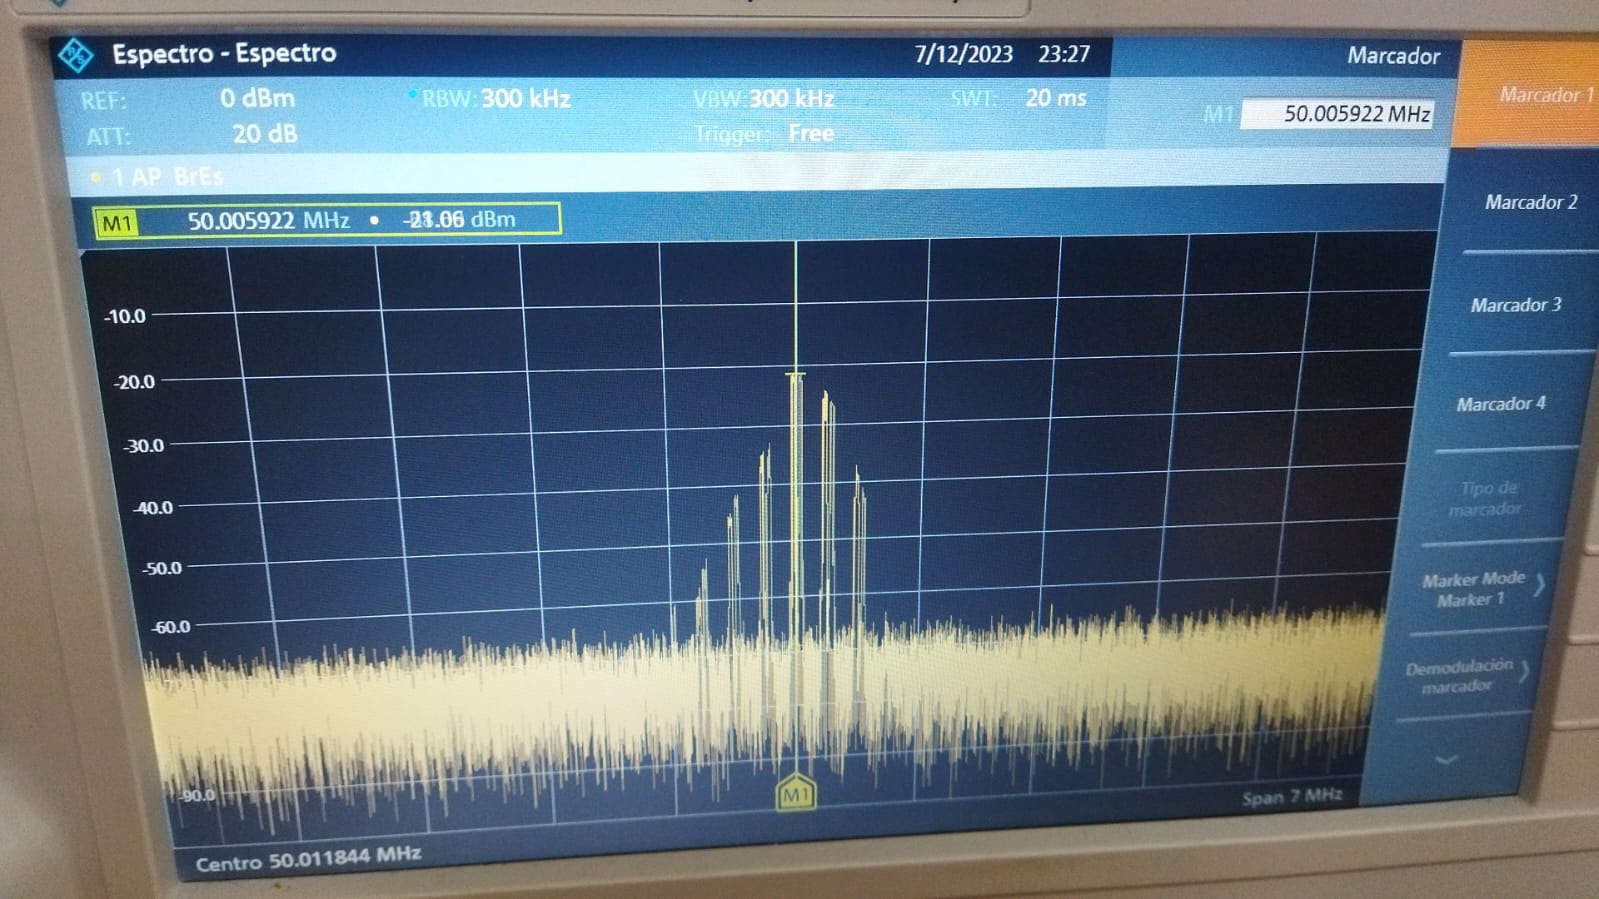 Espectro - Espectro 7/12/2023 23:27 Marcador
REF: 0 dBm RBW: 300 kHz VBW: 300 kHz SWT: 20 ms
ATT: 20 dB Trigger: Free
M1 50.005922 MHz
1 AP BrEs
M1 50.005922 MHz • dBm
-10.0
-20.0
-30.0
-40.0
-50.0
-60.0
-90.0
M1
Span 7 MHz
Centro 50.011844 MHz
Marcador 1
Marcador 2
Marcador 3
Marcador 4
Tipo de
marcador
Marker Mode
Marker 1
Demodulación
marcador